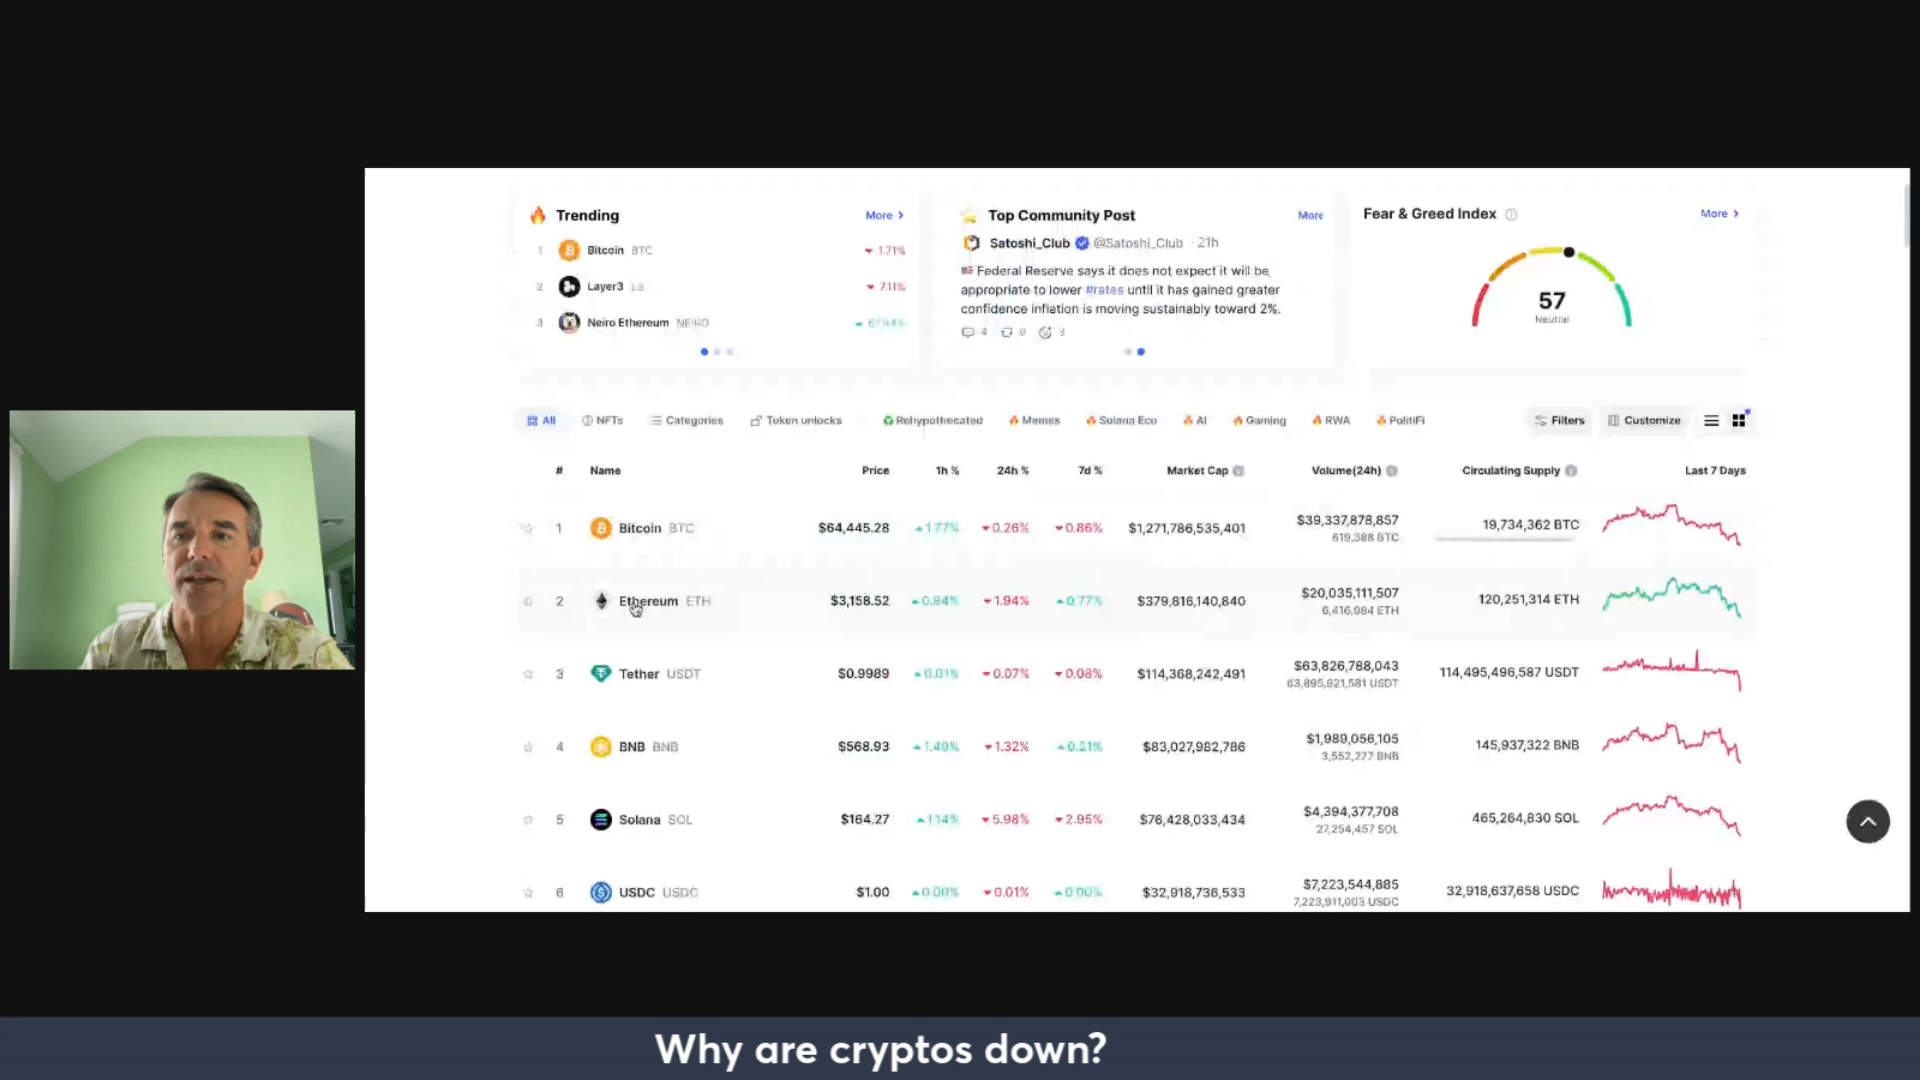 Trending
More >
1 Bitcoin BTC 1.71%
2 Layer3 L3 7.11%
3 Neiro Ethereum NEIRO
Top Community Post
More
Satoshi_Club @Satoshi_Club · 21h
Federal Reserve says it does not expect it will be
appropriate to lower #rates until it has gained greater
confidence inflation is moving sustainably toward 2%.
4 0 3
Fear & Greed Index
More >
57
Neutral
All NFTs Categories Token unlocks Rehypothecated Memes Solana Eco AI Gaming RWA PolitiFi Filters Customize
# Name Price 1h % 24h % 7d % Market Cap Volume(24h) Circulating Supply Last 7 Days
1 Bitcoin BTC $64,445.28 1.77% 0.26% 0.86% $1,271,786,535,401 $39,337,878,857 19,734,362 BTC
619,388 BTC
2 Ethereum ETH $3,158.52 0.84% 1.94% 0.77% $379,816,140,840 $20,035,111,507 120,251,314 ETH
6,416,984 ETH
3 Tether USDT $0.9989 0.01% 0.07% 0.08% $114,368,242,491 $63,826,788,043 114,495,496,587 USDT
63,895,921,581 USDT
4 BNB BNB $568.93 1.48% 1.32% 0.21% $83,027,982,786 $1,989,056,105 145,937,322 BNB
3,552,277 BNB
5 Solana SOL $164.27 1.14% 5.98% 2.95% $76,428,033,434 $4,394,377,708 465,264,830 SOL
27,254,457 SOL
6 USDC USDC $1.00 0.00% 0.01% 0.00% $32,918,736,533 $7,223,544,885 32,918,637,658 USDC
7,223,911,003 USDC
Why are cryptos down?